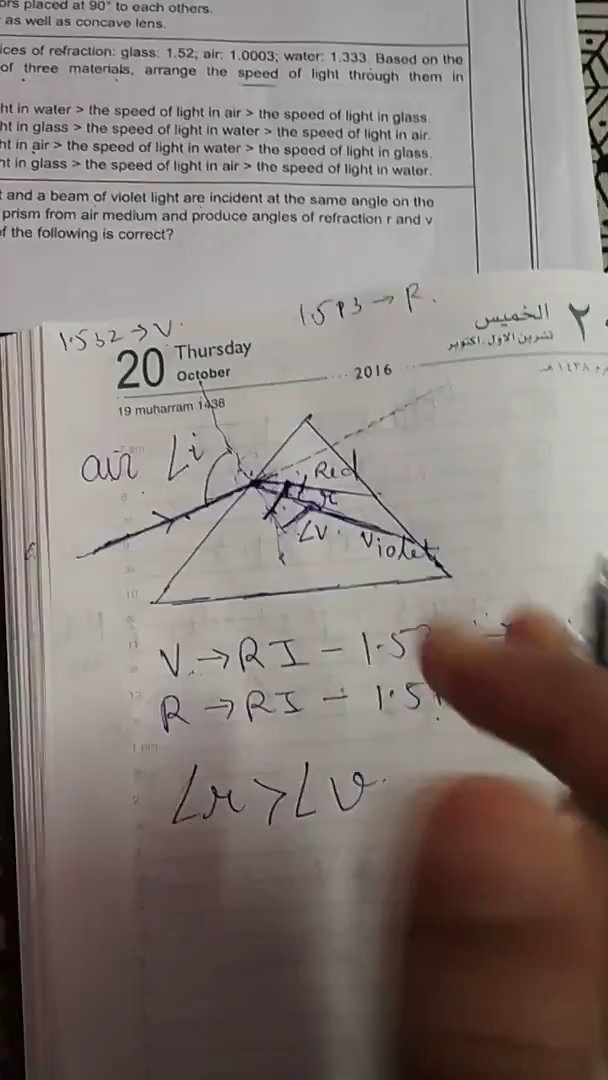 ors placed at 90° to each others.
as well as concave lens.
ices of refraction: glass: 1.52; air: 1.0003; water: 1.333. Based on the
of three materials, arrange the speed of light through them in
ht in water > the speed of light in air > the speed of light in glass.
ht in glass > the speed of light in water > the speed of light in air.
ht in air > the speed of light in water > the speed of light in glass.
ht in glass > the speed of light in air > the speed of light in water.
t and a beam of violet light are incident at the same angle on the
prism from air medium and produce angles of refraction r and v
f the following is correct?
1.532 → V.
1.513 → R.
20 Thursday
October
2016
الخميس
تشرين الاول. اكتوبر
٢
19 muharram 1438
air ∠i
Red
∠r
∠v. Violet
V. → RI - 1.53
R → RI - 1.51
∠r > ∠v.